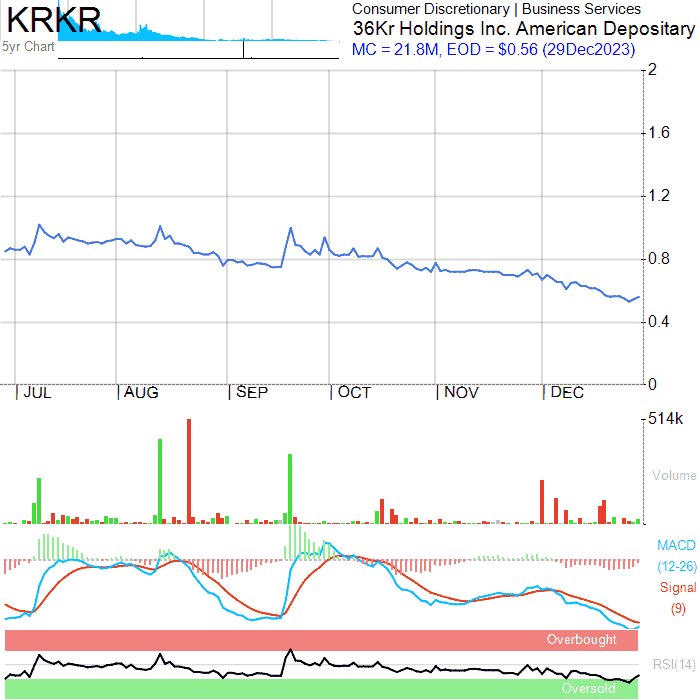 KRKR
5yr Chart
Consumer Discretionary | Business Services
36Kr Holdings Inc. American Depositary
MC = 21.8M, EOD = $0.56 (29Dec2023)
2
1.6
1.2
0.8
0.4
0
|JUL |AUG |SEP |OCT |NOV |DEC
514k
Volume
MACD
(12-26)
Signal
(9)
Overbought
RSI(14)
Oversold